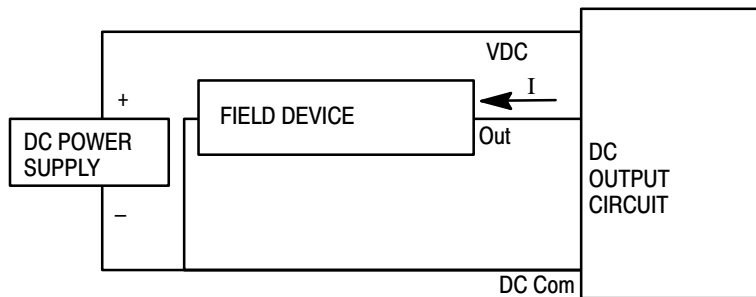 VDC
I
+
FIELD DEVICE
Out
DC POWER
SUPPLY
DC
OUTPUT
CIRCUIT
–
DC Com